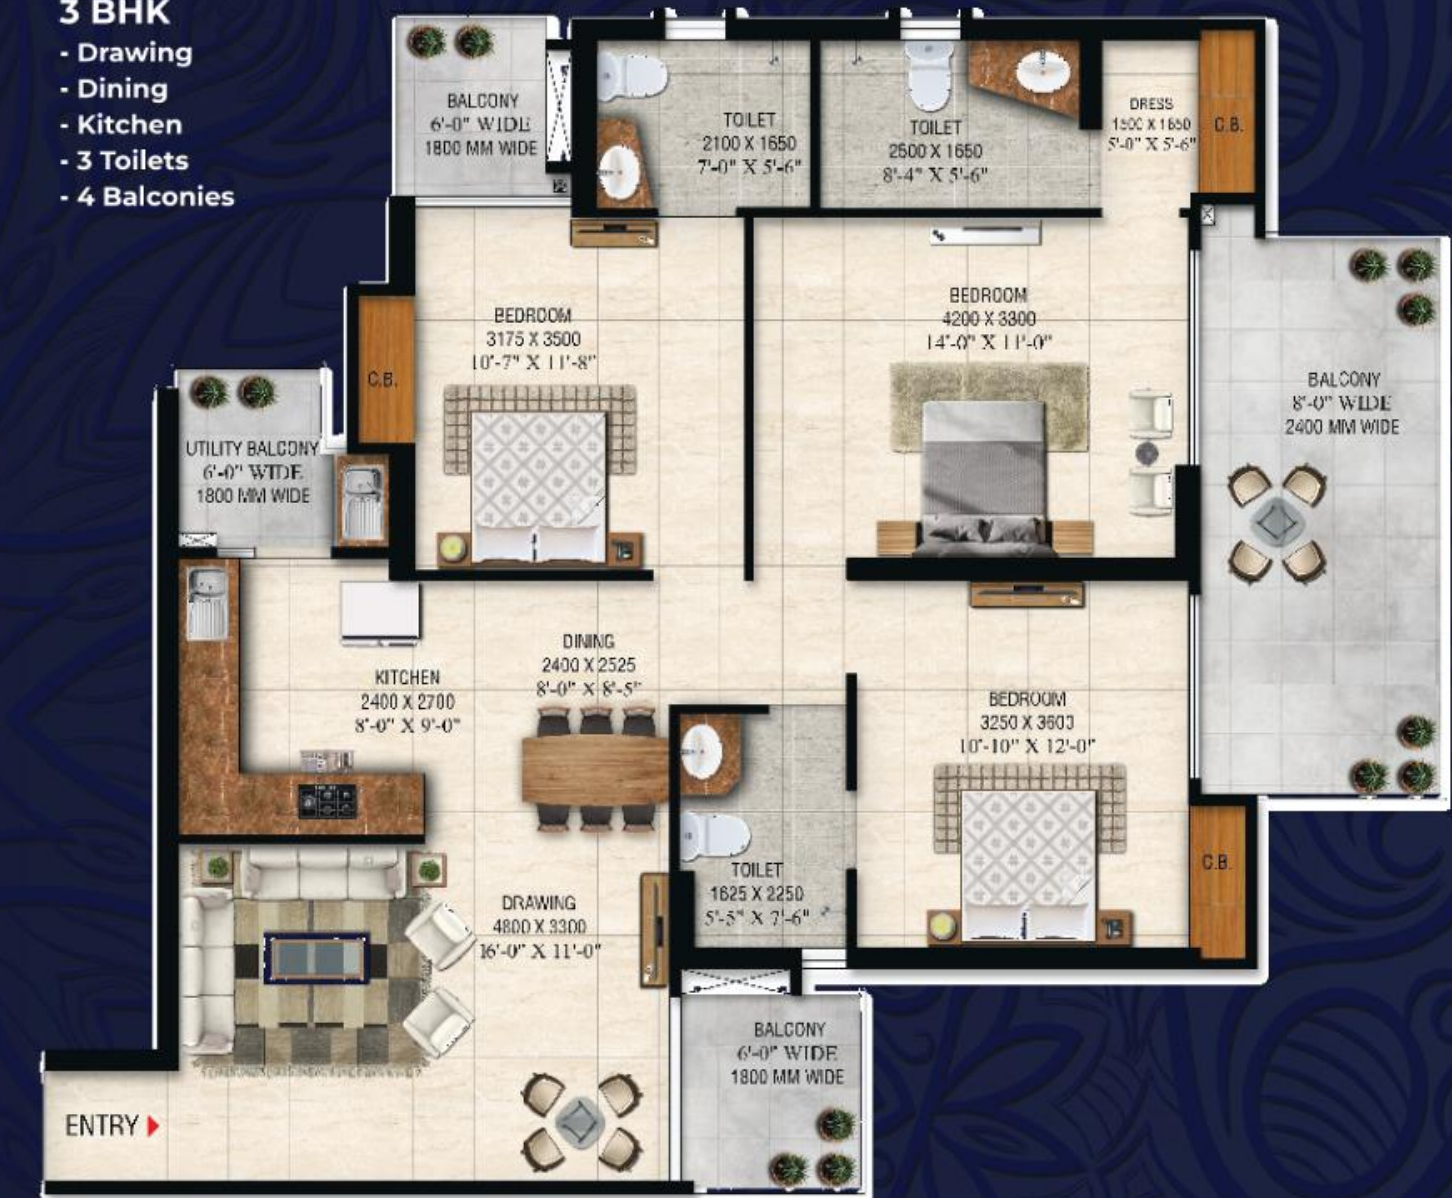 3 BHK
- Drawing
- Dining
- Kitchen
- 3 Toilets
- 4 Balconies
BALCONY
6'-0" WIDE
1800 MM WIDE
TOILET
2100 X 1650
7'-0" X 5'-6"
TOILET
2500 X 1650
8'-4" X 5'-6"
DRESS
1500 X 1650
5'-0" X 5'-6"
C.B.
BEDROOM
3175 X 3500
10'-7" X 11'-8"
C.B.
BEDROOM
4200 X 3300
14'-0" X 11'-0"
BALCONY
8'-0" WIDE
2400 MM WIDE
UTILITY BALCONY
6'-0" WIDE
1800 MM WIDE
KITCHEN
2400 X 2700
8'-0" X 9'-0"
DINING
2400 X 2525
8'-0" X 8'-5"
BEDROOM
3250 X 3600
10'-10" X 12'-0"
C.B.
TOILET
1625 X 2250
5'-5" X 7'-6"
DRAWING
4800 X 3300
16'-0" X 11'-0"
BALCONY
6'-0" WIDE
1800 MM WIDE
ENTRY